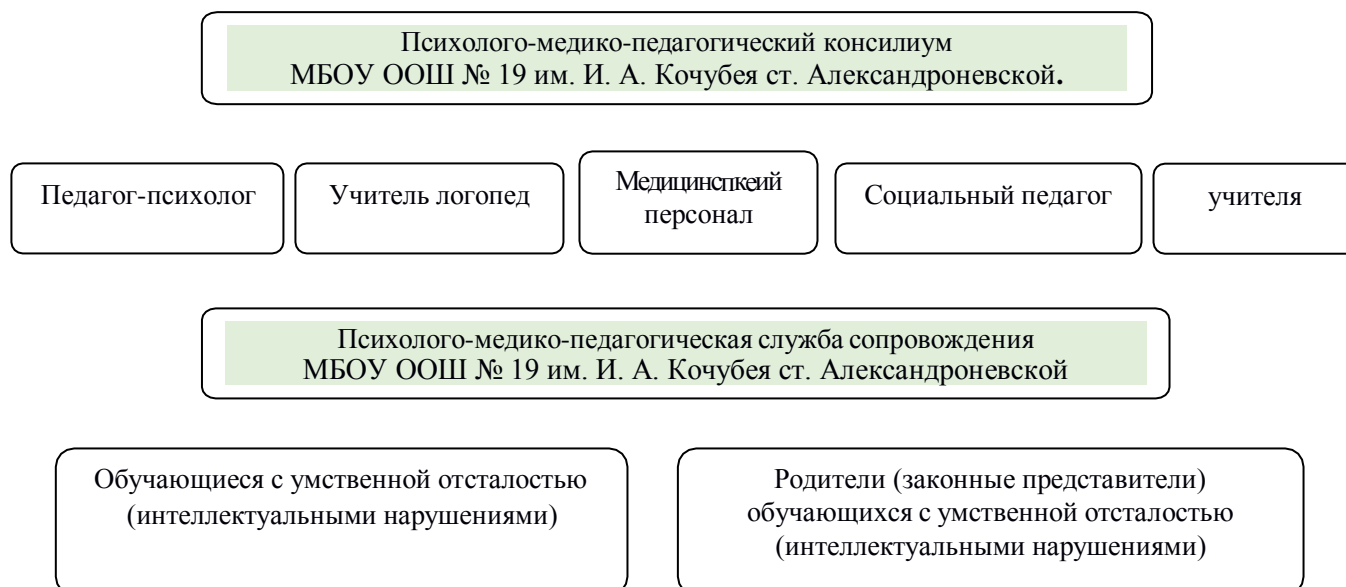 Психолого-медико-педагогический консилиум
МБОУ ООШ № 19 им. И. А. Кочубея ст. Александроневской.
Педагог-психолог
Учитель логопед
персонал
Социальный педагог
учителя
Психолого-медико-педагогическая служба сопровождения
МБОУ ООШ № 19 им. И. А. Кочубея ст. Александроневской
Обучающиеся с умственной отсталостью
(интеллектуальными нарушениями)
Родители (законные представители)
обучающихся с умственной отсталостью
(интеллектуальными нарушениями)